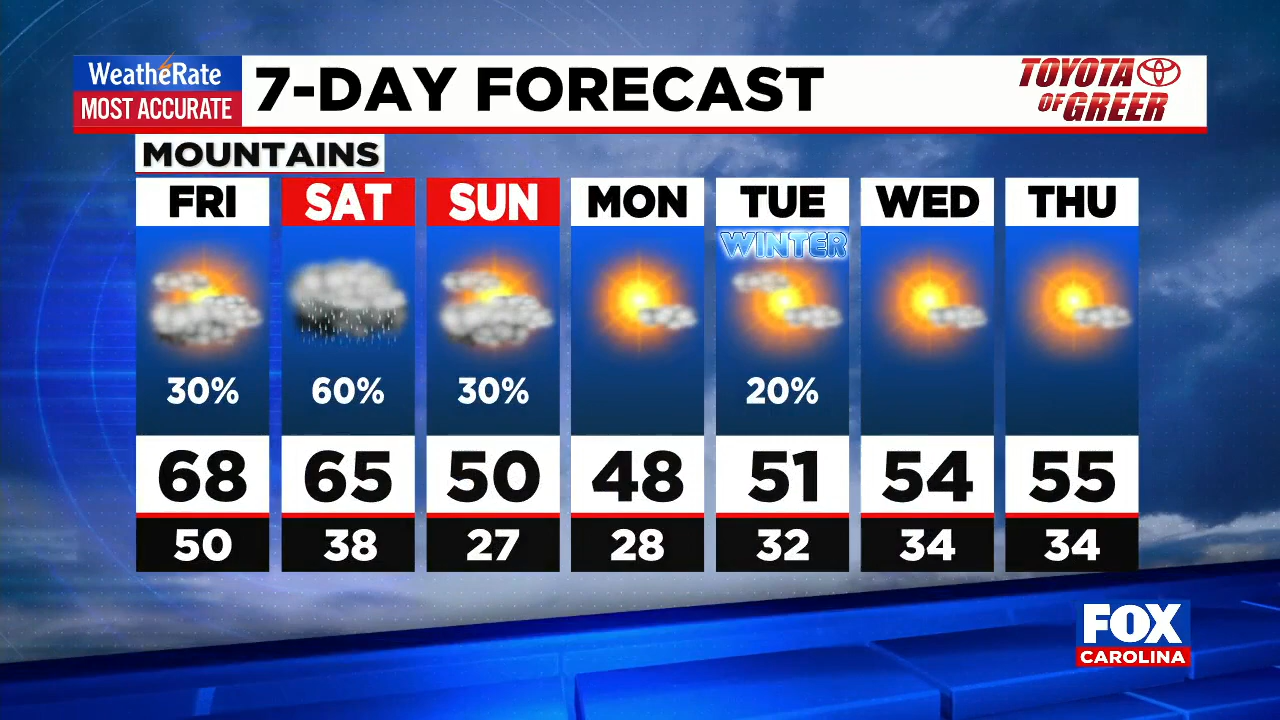 WeatheRate
MOST ACCURATE
7-DAY FORECAST
TOYOTA
OF GREER
MOUNTAINS
FRI SAT SUN MON TUE WED THU
WINTER
30% 60% 30% 20%
68 65 50 48 51 54 55
50 38 27 28 32 34 34
FOX
CAROLINA